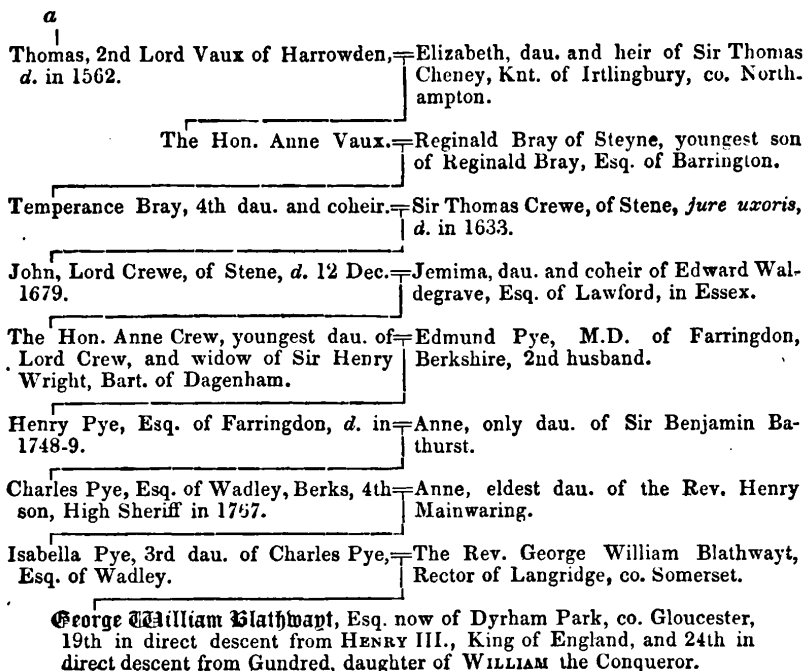 a
Thomas, 2nd Lord Vaux of Harrowden,
d. in 1562.
Elizabeth, dau. and heir of Sir Thomas
Cheney, Knt. of Irtlingbury, co. North-
ampton.
The Hon. Anne Vaux.
Reginald Bray of Steyne, youngest son
of Reginald Bray, Esq. of Barrington.
Temperance Bray, 4th dau. and coheir.
Sir Thomas Crewe, of Stene, jure uxoris,
d. in 1633.
John, Lord Crewe, of Stene, d. 12 Dec.
1679.
Jemima, dau. and coheir of Edward Wal-
degrave, Esq. of Lawford, in Essex.
The Hon. Anne Crew, youngest dau. of
Lord Crew, and widow of Sir Henry
Wright, Bart. of Dagenham.
Edmund Pye, M.D. of Farringdon,
Berkshire, 2nd husband.
Henry Pye, Esq. of Farringdon, d. in
1748-9.
Anne, only dau. of Sir Benjamin Ba-
thurst.
Charles Pye, Esq. of Wadley, Berks, 4th
son, High Sheriff in 1767.
Anne, eldest dau. of the Rev. Henry
Mainwaring.
Isabella Pye, 3rd dau. of Charles Pye,
Esq. of Wadley.
The Rev. George William Blathwayt,
Rector of Langridge, co. Somerset.
George William Blathwayt, Esq. now of Dyrham Park, co. Gloucester,
19th in direct descent from HENRY III., King of England, and 24th in
direct descent from Gundred, daughter of WILLIAM the Conqueror.